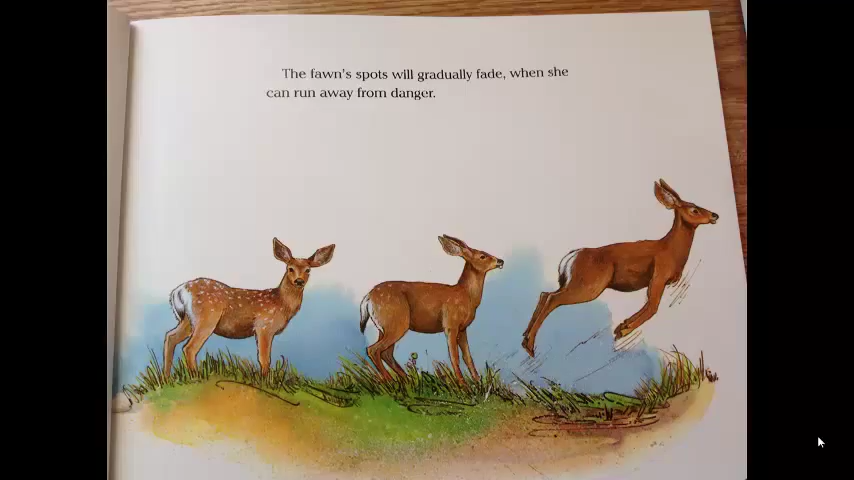 The fawn's spots will gradually fade, when she
can run away from danger.